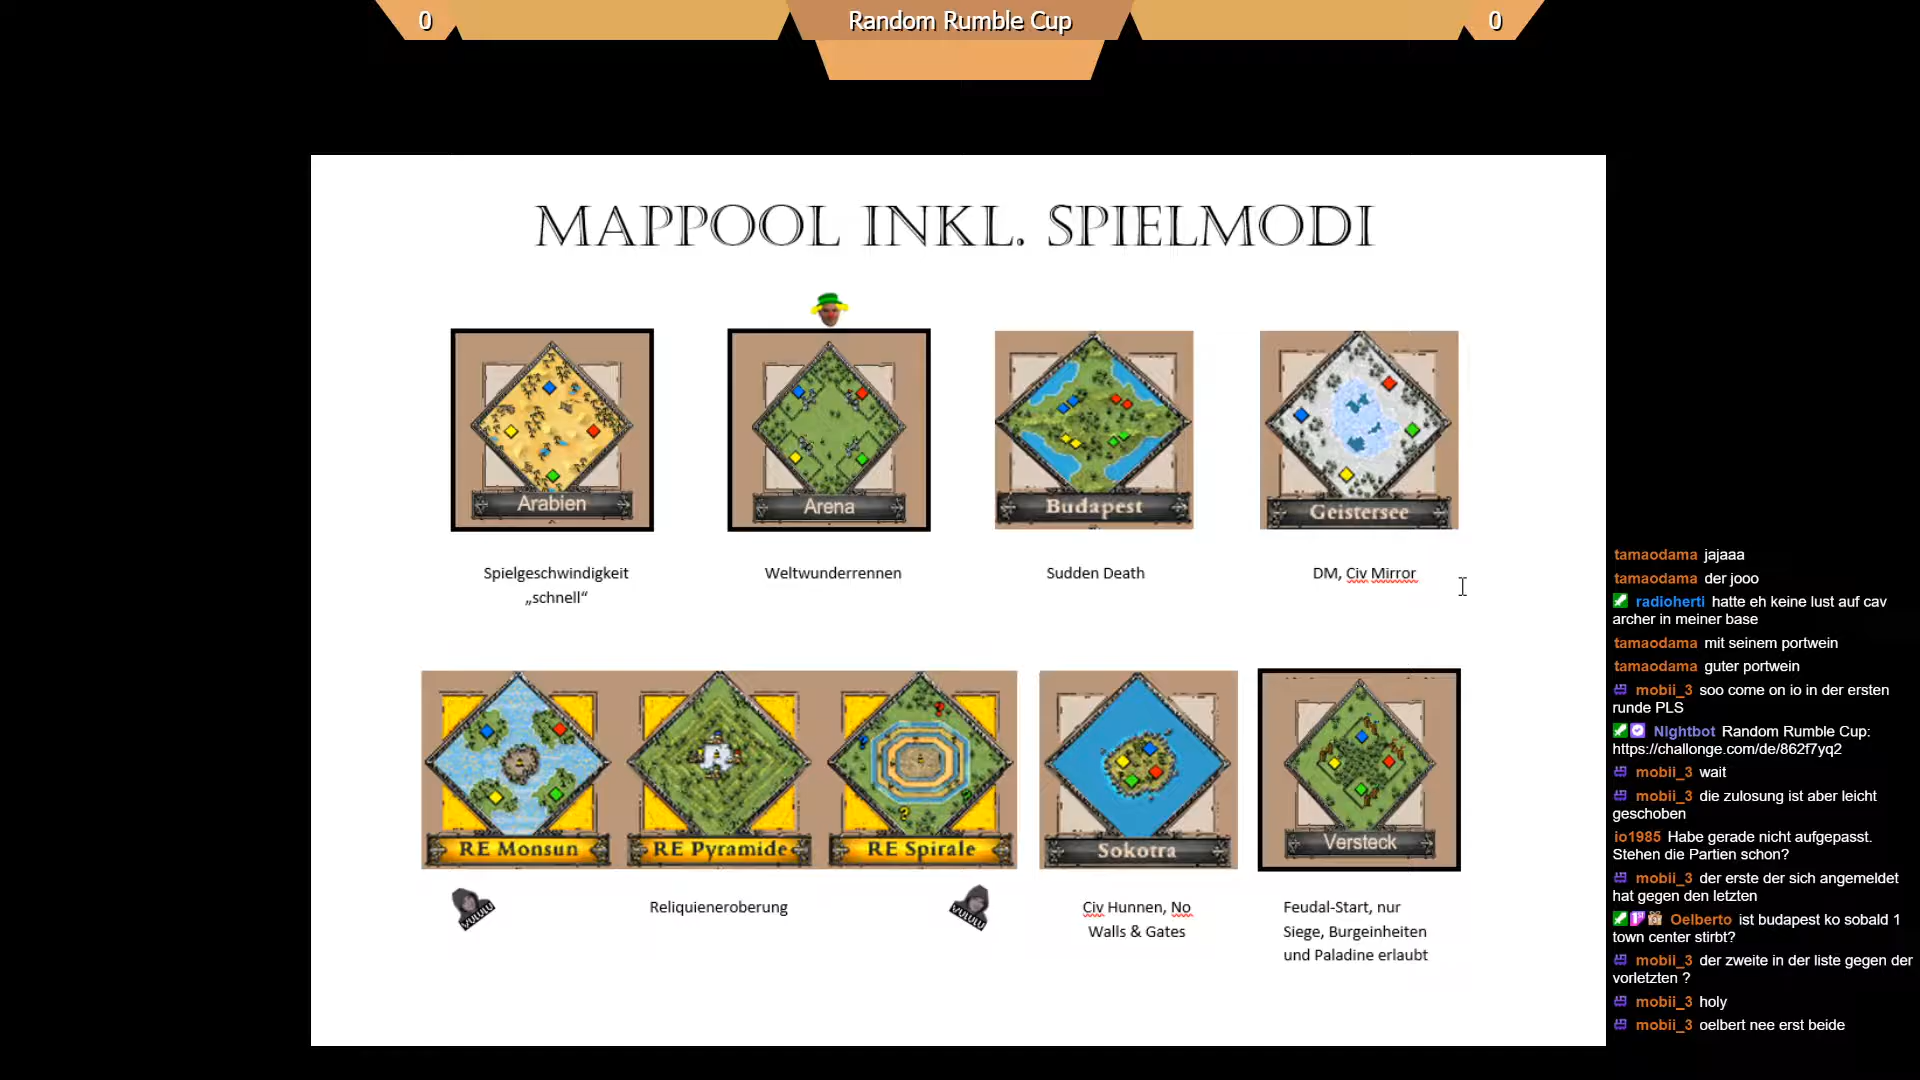 0
Random Rumble Cup
0
MAPPOOL INKL. SPIELMODI
Arabien
Arena
Budapest
Geistersee
Spielgeschwindigkeit
„schnell“
Weltwunderrennen
Sudden Death
DM, Civ Mirror
RE Monsun
RE Pyramide
RE Spirale
Sokotra
Versteck
VULULU
Reliquieneroberung
VULULU
Civ Hunnen, No
Walls & Gates
Feudal-Start, nur
Siege, Burgeinheiten
und Paladine erlaubt
tamaodama jajaaa
tamaodama der jooo
radioherti hatte eh keine lust auf cav
archer in meiner base
tamaodama mit seinem portwein
tamaodama guter portwein
mobii_3 soo come on io in der ersten
runde PLS
Nightbot Random Rumble Cup:
https://challonge.com/de/862f7yq2
mobii_3 wait
mobii_3 die zulosung ist aber leicht
geschoben
io1985 Habe gerade nicht aufgepasst.
Stehen die Partien schon?
mobii_3 der erste der sich angemeldet
hat gegen den letzten
Oelberto ist budapest ko sobald 1
town center stirbt?
mobii_3 der zweite in der liste gegen der
vorletzten ?
mobii_3 holy
mobii_3 oelbert nee erst beide